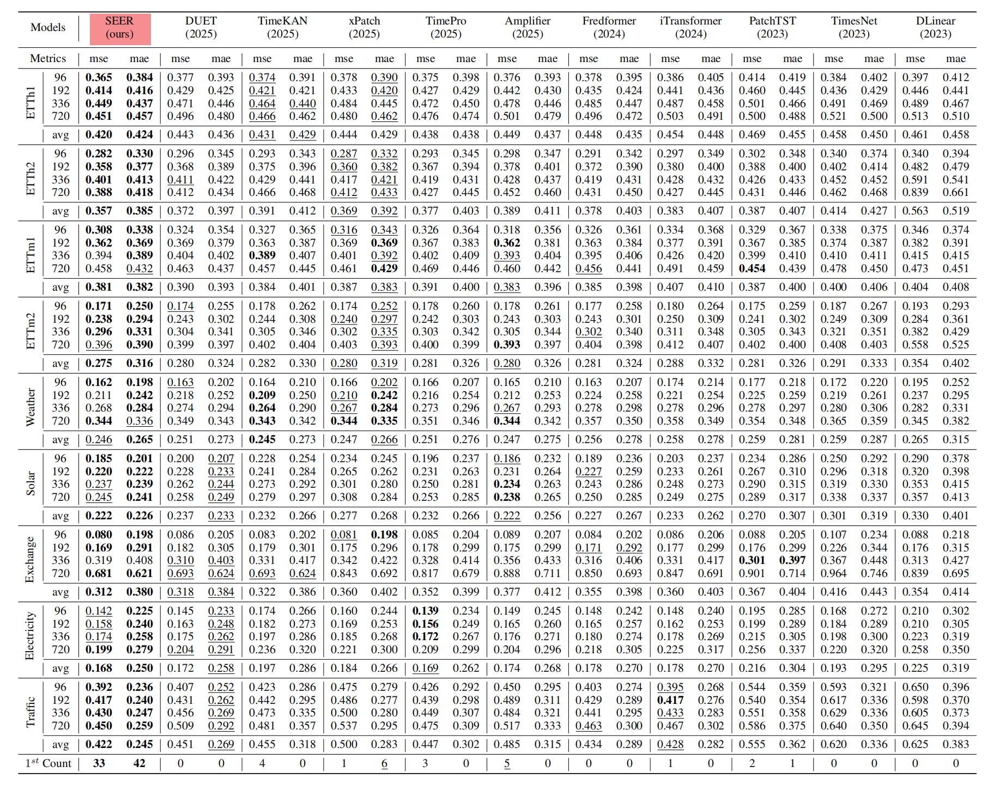 Models SEER (ours) DUET (2025) TimeKAN (2025) xPatch (2025) TimePro (2025) Amplifier (2025) Fredformer (2024) iTransformer (2024) PatchTST (2023) TimesNet (2023) DLinear (2023)
Metrics mse mae mse mae mse mae mse mae mse mae mse mae mse mae mse mae mse mae mse mae mse mae
ETTh1
96 0.365 0.384 0.377 0.393 0.374 0.391 0.378 0.390 0.375 0.398 0.376 0.393 0.378 0.395 0.386 0.405 0.414 0.419 0.384 0.402 0.397 0.412
192 0.414 0.416 0.429 0.425 0.421 0.421 0.433 0.420 0.427 0.429 0.442 0.430 0.435 0.424 0.441 0.436 0.460 0.445 0.436 0.429 0.446 0.441
336 0.449 0.437 0.471 0.446 0.464 0.440 0.484 0.445 0.472 0.450 0.478 0.446 0.485 0.447 0.487 0.458 0.501 0.466 0.491 0.469 0.489 0.467
720 0.451 0.457 0.496 0.480 0.466 0.462 0.480 0.462 0.476 0.474 0.501 0.479 0.496 0.472 0.503 0.491 0.500 0.488 0.521 0.500 0.513 0.510
avg 0.420 0.424 0.443 0.436 0.431 0.429 0.444 0.429 0.438 0.438 0.449 0.437 0.448 0.435 0.454 0.448 0.469 0.455 0.458 0.450 0.461 0.458
ETTh2
96 0.282 0.330 0.296 0.345 0.293 0.343 0.287 0.332 0.293 0.345 0.298 0.347 0.291 0.342 0.297 0.349 0.302 0.348 0.340 0.374 0.340 0.394
192 0.358 0.377 0.368 0.389 0.375 0.396 0.360 0.382 0.367 0.394 0.378 0.401 0.372 0.390 0.380 0.400 0.388 0.400 0.402 0.414 0.482 0.479
336 0.401 0.413 0.411 0.422 0.429 0.441 0.417 0.421 0.419 0.431 0.428 0.437 0.419 0.431 0.428 0.432 0.426 0.433 0.452 0.452 0.591 0.541
720 0.388 0.418 0.412 0.434 0.466 0.468 0.412 0.433 0.427 0.445 0.452 0.460 0.431 0.450 0.427 0.445 0.431 0.446 0.462 0.468 0.839 0.661
avg 0.357 0.385 0.372 0.397 0.391 0.412 0.369 0.392 0.377 0.403 0.389 0.411 0.378 0.403 0.383 0.407 0.387 0.407 0.414 0.427 0.563 0.519
ETTm1
96 0.308 0.338 0.324 0.354 0.327 0.365 0.316 0.343 0.326 0.364 0.318 0.356 0.326 0.361 0.334 0.368 0.329 0.367 0.338 0.375 0.346 0.374
192 0.362 0.369 0.369 0.379 0.363 0.387 0.369 0.369 0.367 0.383 0.362 0.381 0.363 0.384 0.377 0.391 0.367 0.385 0.374 0.387 0.382 0.391
336 0.394 0.389 0.404 0.402 0.389 0.407 0.401 0.392 0.402 0.409 0.393 0.404 0.395 0.406 0.426 0.420 0.399 0.410 0.410 0.411 0.415 0.415
720 0.458 0.432 0.463 0.437 0.457 0.445 0.461 0.429 0.469 0.446 0.460 0.442 0.456 0.441 0.491 0.459 0.454 0.439 0.478 0.450 0.473 0.451
avg 0.381 0.382 0.390 0.393 0.384 0.401 0.387 0.383 0.391 0.400 0.383 0.396 0.385 0.398 0.407 0.410 0.387 0.400 0.400 0.406 0.404 0.408
ETTm2
96 0.171 0.250 0.174 0.255 0.178 0.262 0.174 0.252 0.178 0.260 0.178 0.261 0.177 0.258 0.180 0.264 0.175 0.259 0.187 0.267 0.193 0.293
192 0.238 0.294 0.243 0.302 0.244 0.308 0.240 0.297 0.242 0.303 0.243 0.303 0.243 0.301 0.250 0.309 0.241 0.302 0.249 0.309 0.284 0.361
336 0.296 0.331 0.304 0.341 0.305 0.346 0.302 0.335 0.303 0.342 0.305 0.344 0.302 0.340 0.311 0.348 0.305 0.343 0.321 0.351 0.382 0.429
720 0.396 0.390 0.399 0.397 0.402 0.404 0.403 0.393 0.400 0.399 0.393 0.397 0.404 0.398 0.412 0.407 0.402 0.400 0.408 0.403 0.558 0.525
avg 0.275 0.316 0.280 0.324 0.282 0.330 0.280 0.319 0.281 0.326 0.280 0.326 0.281 0.324 0.288 0.332 0.281 0.326 0.291 0.333 0.354 0.402
Weather
96 0.162 0.198 0.163 0.202 0.164 0.210 0.166 0.202 0.166 0.207 0.165 0.210 0.163 0.207 0.174 0.214 0.177 0.218 0.172 0.220 0.195 0.252
192 0.211 0.242 0.218 0.252 0.209 0.250 0.210 0.242 0.216 0.254 0.212 0.253 0.224 0.258 0.221 0.254 0.225 0.259 0.219 0.261 0.237 0.295
336 0.268 0.284 0.274 0.294 0.264 0.290 0.267 0.284 0.273 0.296 0.267 0.293 0.278 0.298 0.278 0.296 0.278 0.297 0.280 0.306 0.282 0.331
720 0.344 0.336 0.349 0.343 0.343 0.342 0.344 0.335 0.351 0.346 0.344 0.342 0.357 0.350 0.358 0.349 0.354 0.348 0.365 0.359 0.345 0.382
avg 0.246 0.265 0.251 0.273 0.245 0.273 0.247 0.266 0.251 0.276 0.247 0.275 0.256 0.278 0.258 0.278 0.259 0.281 0.259 0.287 0.265 0.315
Solar
96 0.185 0.201 0.200 0.207 0.228 0.254 0.234 0.245 0.196 0.237 0.186 0.232 0.189 0.236 0.203 0.237 0.234 0.286 0.250 0.292 0.290 0.378
192 0.220 0.222 0.228 0.233 0.241 0.284 0.265 0.262 0.231 0.263 0.231 0.264 0.227 0.259 0.233 0.261 0.267 0.310 0.296 0.318 0.320 0.398
336 0.237 0.239 0.262 0.244 0.273 0.292 0.301 0.280 0.250 0.281 0.234 0.263 0.243 0.286 0.248 0.273 0.290 0.315 0.319 0.330 0.353 0.415
720 0.245 0.241 0.258 0.249 0.279 0.297 0.308 0.284 0.253 0.285 0.238 0.265 0.250 0.285 0.249 0.275 0.289 0.317 0.338 0.337 0.357 0.413
avg 0.222 0.226 0.237 0.233 0.232 0.266 0.277 0.268 0.232 0.266 0.222 0.256 0.227 0.267 0.233 0.262 0.270 0.307 0.301 0.319 0.330 0.401
Exchange
96 0.080 0.198 0.086 0.205 0.083 0.202 0.081 0.198 0.085 0.204 0.089 0.207 0.084 0.202 0.086 0.206 0.088 0.205 0.107 0.234 0.088 0.218
192 0.169 0.291 0.182 0.305 0.179 0.301 0.175 0.296 0.178 0.299 0.175 0.299 0.171 0.292 0.177 0.299 0.176 0.299 0.226 0.344 0.176 0.315
336 0.319 0.408 0.310 0.403 0.331 0.417 0.342 0.422 0.328 0.414 0.356 0.433 0.316 0.406 0.331 0.417 0.301 0.397 0.367 0.448 0.313 0.427
720 0.681 0.621 0.693 0.624 0.693 0.624 0.843 0.692 0.817 0.679 0.888 0.711 0.850 0.693 0.847 0.691 0.901 0.714 0.964 0.746 0.839 0.695
avg 0.312 0.380 0.318 0.384 0.322 0.386 0.360 0.402 0.352 0.399 0.377 0.412 0.355 0.398 0.360 0.403 0.367 0.404 0.416 0.443 0.354 0.414
Electricity
96 0.142 0.225 0.145 0.233 0.174 0.266 0.160 0.244 0.139 0.234 0.149 0.245 0.148 0.242 0.148 0.240 0.195 0.285 0.168 0.272 0.210 0.302
192 0.158 0.240 0.163 0.248 0.182 0.273 0.169 0.253 0.156 0.249 0.165 0.260 0.165 0.257 0.162 0.253 0.199 0.289 0.184 0.289 0.210 0.305
336 0.174 0.258 0.175 0.262 0.197 0.286 0.185 0.268 0.172 0.267 0.176 0.271 0.180 0.274 0.178 0.269 0.215 0.305 0.198 0.300 0.223 0.319
720 0.199 0.279 0.204 0.291 0.236 0.320 0.221 0.300 0.209 0.299 0.204 0.296 0.218 0.305 0.225 0.317 0.256 0.337 0.220 0.320 0.258 0.350
avg 0.168 0.250 0.172 0.258 0.197 0.286 0.184 0.266 0.169 0.262 0.174 0.268 0.178 0.270 0.178 0.270 0.216 0.304 0.193 0.295 0.225 0.319
Traffic
96 0.392 0.236 0.407 0.252 0.423 0.286 0.475 0.279 0.426 0.292 0.450 0.295 0.403 0.274 0.395 0.268 0.544 0.359 0.593 0.321 0.650 0.396
192 0.417 0.240 0.431 0.262 0.442 0.295 0.486 0.277 0.439 0.298 0.489 0.311 0.429 0.289 0.417 0.276 0.540 0.354 0.617 0.336 0.598 0.370
336 0.430 0.247 0.456 0.269 0.473 0.335 0.500 0.280 0.449 0.307 0.484 0.321 0.441 0.295 0.433 0.283 0.551 0.358 0.629 0.336 0.605 0.373
720 0.450 0.259 0.509 0.292 0.481 0.357 0.537 0.295 0.475 0.309 0.517 0.333 0.463 0.300 0.467 0.302 0.586 0.375 0.640 0.350 0.645 0.394
avg 0.422 0.245 0.451 0.269 0.455 0.318 0.500 0.283 0.447 0.302 0.485 0.315 0.434 0.289 0.428 0.282 0.555 0.362 0.620 0.336 0.625 0.383
1st Count 33 42 0 0 4 0 1 6 3 0 5 0 0 0 1 0 2 1 0 0 0 0